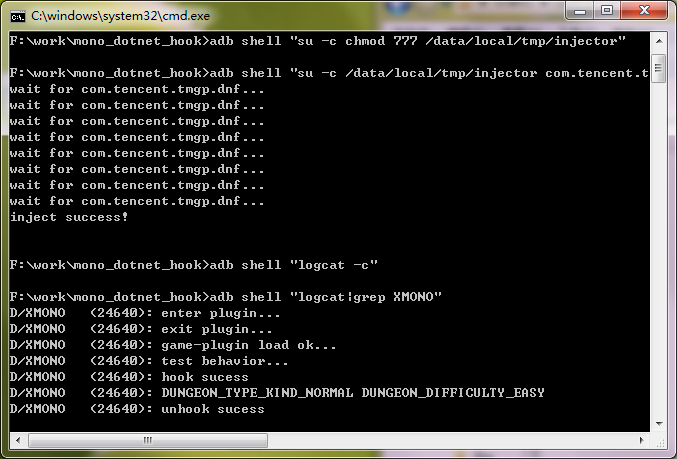 C:\windows\system32\cmd.exe
F:\work\mono_dotnet_hook>adb shell "su -c chmod 777 /data/local/tmp/injector"
F:\work\mono_dotnet_hook>adb shell "su -c /data/local/tmp/injector com.tencent.t
wait for com.tencent.tmgp.dnf...
wait for com.tencent.tmgp.dnf...
wait for com.tencent.tmgp.dnf...
wait for com.tencent.tmgp.dnf...
wait for com.tencent.tmgp.dnf...
wait for com.tencent.tmgp.dnf...
wait for com.tencent.tmgp.dnf...
wait for com.tencent.tmgp.dnf...
inject success!
F:\work\mono_dotnet_hook>adb shell "logcat -c"
F:\work\mono_dotnet_hook>adb shell "logcat|grep XMONO"
D/XMONO   (24640): enter plugin...
D/XMONO   (24640): exit plugin...
D/XMONO   (24640): game-plugin load ok...
D/XMONO   (24640): test behavior...
D/XMONO   (24640): hook sucess
D/XMONO   (24640): DUNGEON_TYPE_KIND_NORMAL DUNGEON_DIFFICULTY_EASY
D/XMONO   (24640): unhook sucess